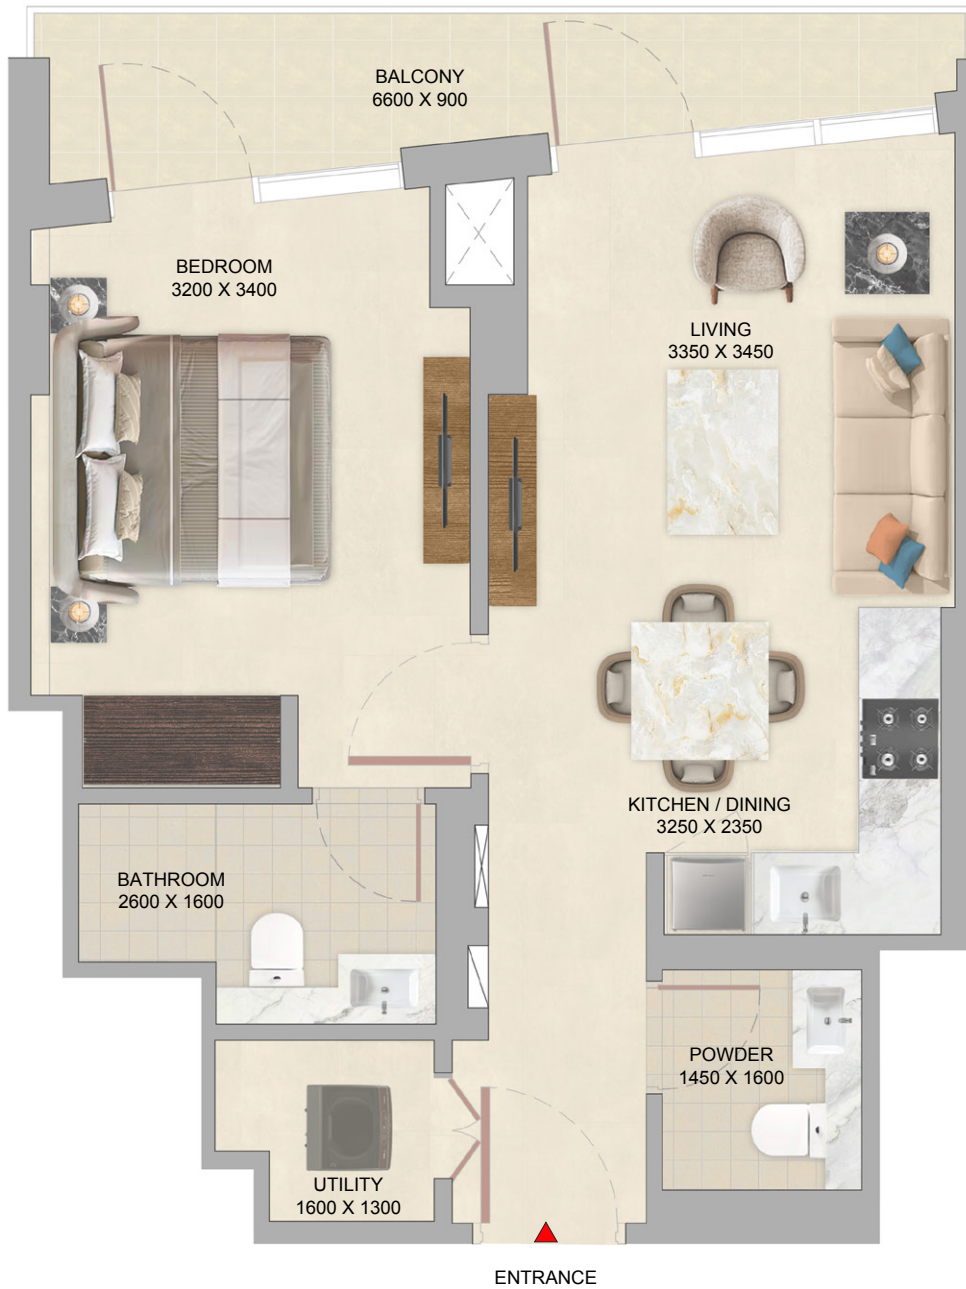 BALCONY
6600 X 900
BEDROOM
3200 X 3400
LIVING
3350 X 3450
KITCHEN / DINING
3250 X 2350
BATHROOM
2600 X 1600
POWDER
1450 X 1600
UTILITY
1600 X 1300
ENTRANCE